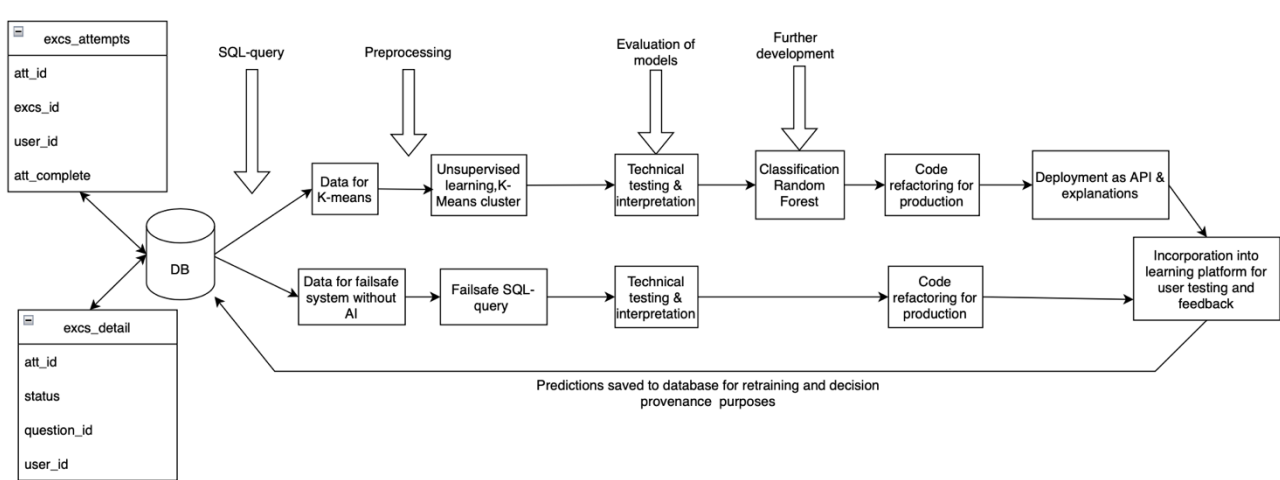 excs_attempts
att_id
excs_id
user_id
att_complete
SQL-query
Preprocessing
Evaluation of
models
Further
development
Data for
K-means
Unsupervised
learning,K-
Means cluster
Technical
testing &
interpretation
Classification
Random
Forest
Code
refactoring for
production
Deployment as API &
explanations
DB
Incorporation into
learning platform for
user testing and
feedback
Data for failsafe
system without
AI
Failsafe SQL-
query
Technical
testing &
interpretation
Code
refactoring for
production
excs_detail
att_id
status
question_id
user_id
Predictions saved to database for retraining and decision
provenance purposes